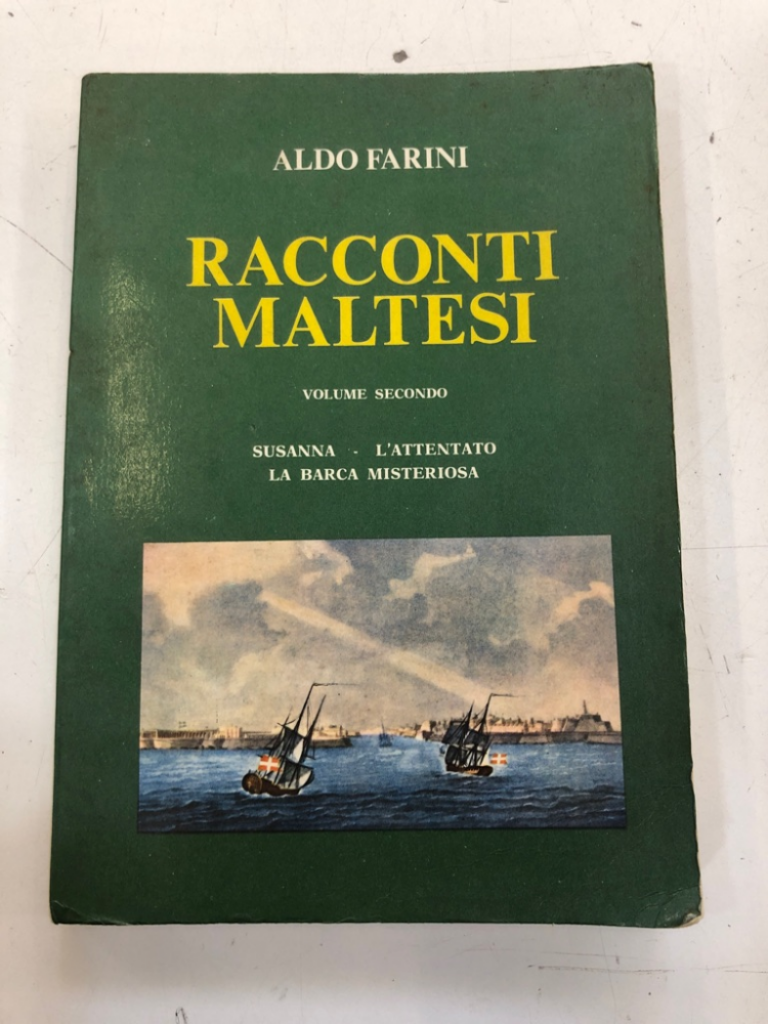 ALDO FARINI
RACCONTI
MALTESI
VOLUME SECONDO
SUSANNA - L'ATTENTATO
LA BARCA MISTERIOSA